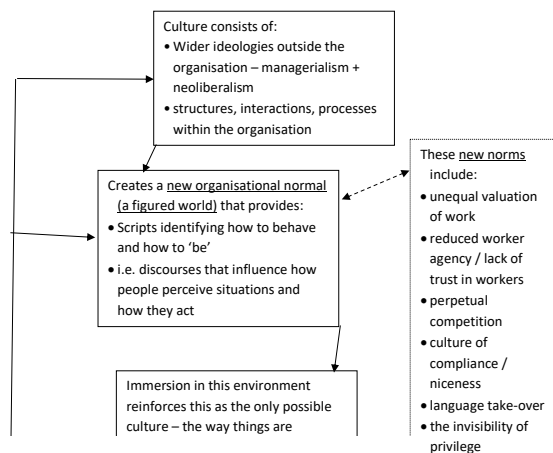 Culture consists of:
• Wider ideologies outside the
organisation – managerialism +
neoliberalism
• structures, interactions, processes
within the organisation
Creates a new organisational normal
(a figured world) that provides:
• Scripts identifying how to behave
and how to ‘be’
• i.e. discourses that influence how
people perceive situations and
how they act
Immersion in this environment
reinforces this as the only possible
culture – the way things are
These new norms
include:
• unequal valuation
of work
• reduced worker
agency / lack of
trust in workers
• perpetual
competition
• culture of
compliance /
niceness
• language take-over
• the invisibility of
privilege